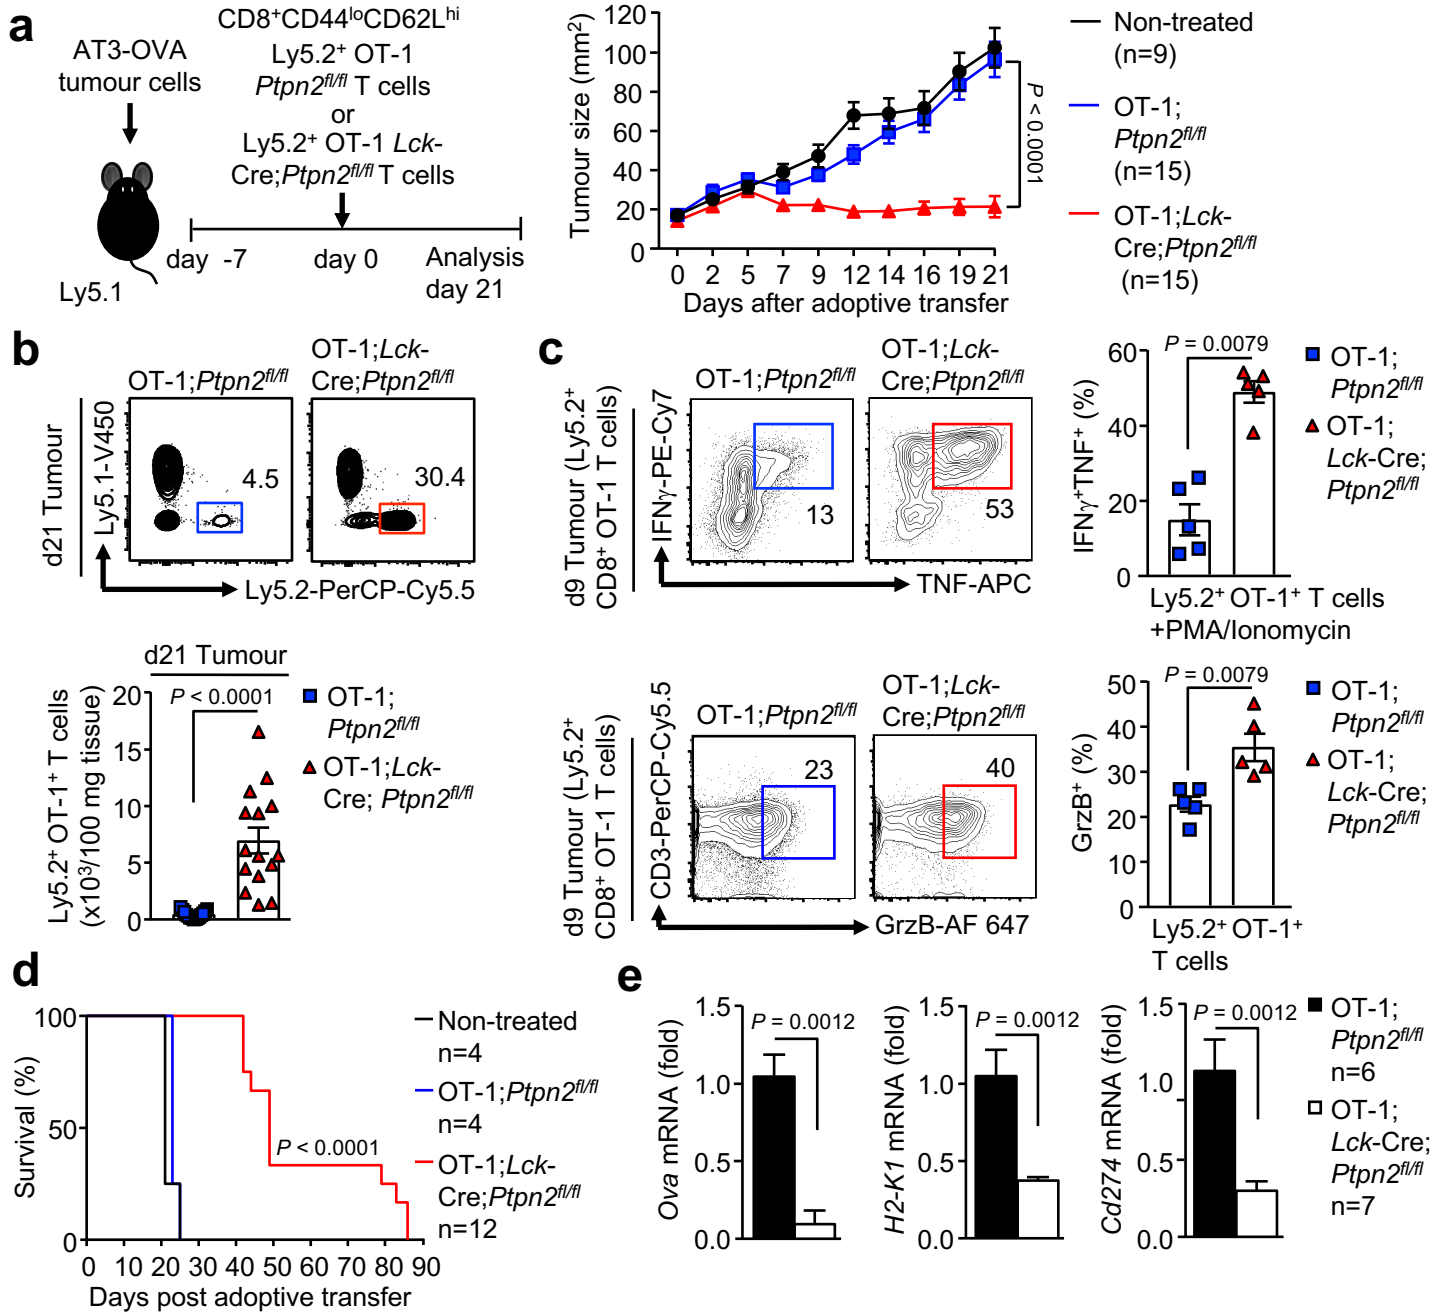 a
AT3-OVA
tumour cells
CD8⁺CD44ˡᵒCD62Lʰⁱ
Ly5.2⁺ OT-1
Ptpn2ᶠˡ/ᶠˡ T cells
or
Ly5.2⁺ OT-1 Lck-
Cre;Ptpn2ᶠˡ/ᶠˡ T cells
Ly5.1
day -7
day 0
Analysis
day 21
Tumour size (mm²)
120
100
80
60
40
20
0
0 2 5 7 9 12 14 16 19 21
Days after adoptive transfer
P < 0.0001
Non-treated
(n=9)
OT-1;
Ptpn2ᶠˡ/ᶠˡ
(n=15)
OT-1;Lck-
Cre;Ptpn2ᶠˡ/ᶠˡ
(n=15)
b
OT-1;Ptpn2ᶠˡ/ᶠˡ
OT-1;Lck-
Cre;Ptpn2ᶠˡ/ᶠˡ
d21 Tumour
Ly5.1-V450
4.5
30.4
Ly5.2-PerCP-Cy5.5
d21 Tumour
P < 0.0001
Ly5.2⁺ OT-1⁺ T cells
(x10³/100 mg tissue)
20
15
10
5
0
OT-1;
Ptpn2ᶠˡ/ᶠˡ
OT-1;Lck-
Cre; Ptpn2ᶠˡ/ᶠˡ
c
OT-1;Ptpn2ᶠˡ/ᶠˡ
OT-1;Lck-
Cre;Ptpn2ᶠˡ/ᶠˡ
d9 Tumour (Ly5.2⁺
CD8⁺ OT-1 T cells)
IFNγ-PE-Cy7
13
53
TNF-APC
IFNγ⁺TNF⁺ (%)
60
40
20
0
P = 0.0079
Ly5.2⁺ OT-1⁺ T cells
+PMA/Ionomycin
OT-1;
Ptpn2ᶠˡ/ᶠˡ
OT-1;
Lck-Cre;
Ptpn2ᶠˡ/ᶠˡ
OT-1;Ptpn2ᶠˡ/ᶠˡ
OT-1;Lck-
Cre;Ptpn2ᶠˡ/ᶠˡ
d9 Tumour (Ly5.2⁺
CD8⁺ OT-1 T cells)
CD3-PerCP-Cy5.5
23
40
GrzB-AF 647
GrzB⁺ (%)
50
40
30
20
10
0
P = 0.0079
Ly5.2⁺ OT-1⁺
T cells
OT-1;
Ptpn2ᶠˡ/ᶠˡ
OT-1;
Lck-Cre;
Ptpn2ᶠˡ/ᶠˡ
d
Survival (%)
100
50
0
0 10 20 30 40 50 60 70 80 90
Days post adoptive transfer
P < 0.0001
Non-treated
n=4
OT-1;Ptpn2ᶠˡ/ᶠˡ
n=4
OT-1;Lck-
Cre;Ptpn2ᶠˡ/ᶠˡ
n=12
e
Ova mRNA (fold)
1.5
1.0
0.5
0.0
P = 0.0012
H2-K1 mRNA (fold)
1.5
1.0
0.5
0.0
P = 0.0012
Cd274 mRNA (fold)
1.5
1.0
0.5
0.0
P = 0.0012
OT-1;
Ptpn2ᶠˡ/ᶠˡ
n=6
OT-1;
Lck-Cre;
Ptpn2ᶠˡ/ᶠˡ
n=7